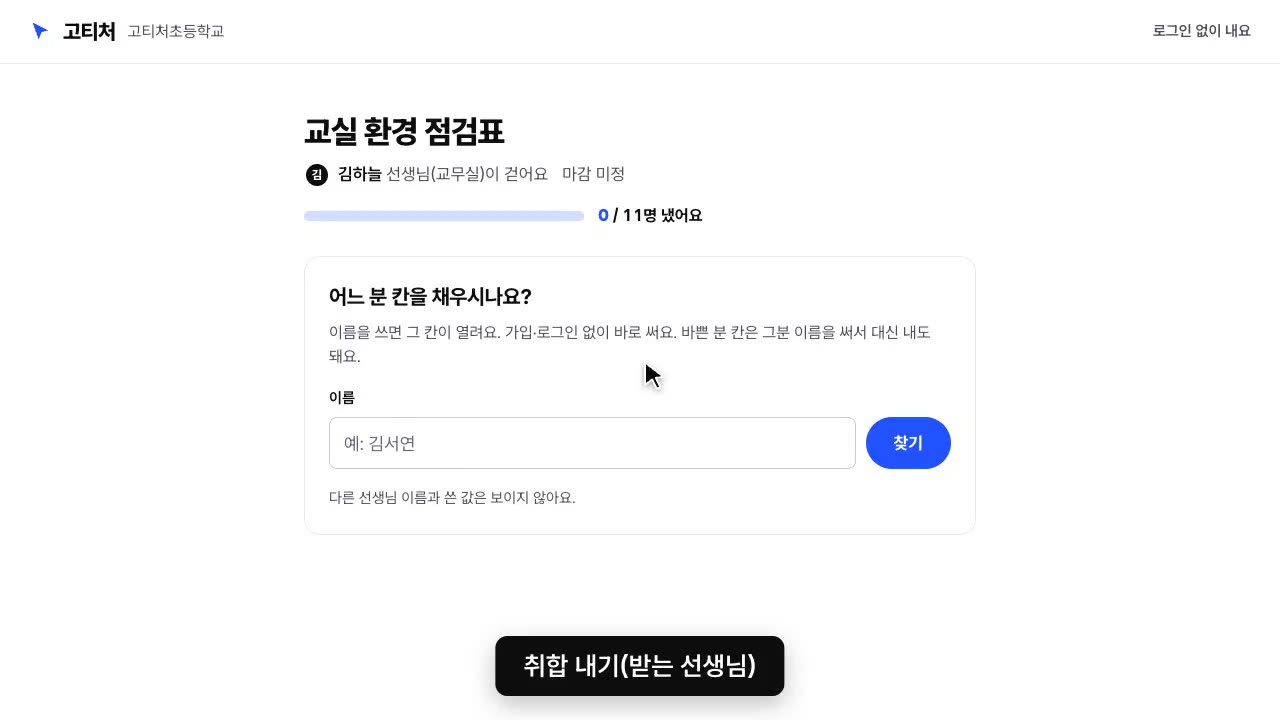 고티처 고티처초등학교
로그인 없이 내요
교실 환경 점검표
김 김하늘 선생님(교무실)이 걷어요 마감 미정
0 / 11명 냈어요
어느 분 칸을 채우시나요?
이름을 쓰면 그 칸이 열려요. 가입·로그인 없이 바로 써요. 바쁜 분 칸은 그분 이름을 써서 대신 내도
돼요.
이름
예: 김서연
찾기
다른 선생님 이름과 쓴 값은 보이지 않아요.
취합 내기(받는 선생님)